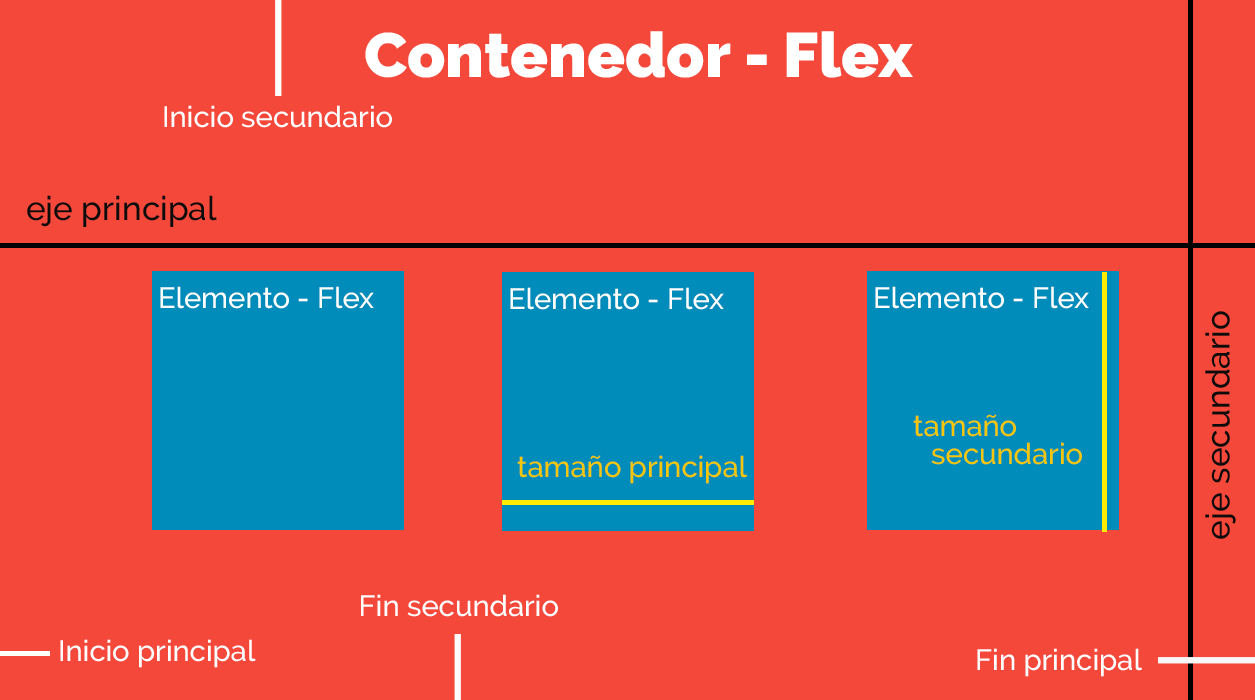 Contenedor - Flex
Inicio secundario
eje principal
Elemento - Flex
Elemento - Flex
Elemento - Flex
tamaño principal
tamaño
secundario
eje secundario
Fin secundario
Inicio principal
Fin principal